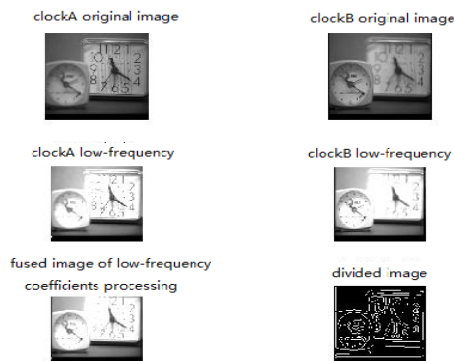 clockA original image
clockB original image
clockA low-frequency
clockB low-frequency
fused image of low-frequency
coefficients processing
divided image